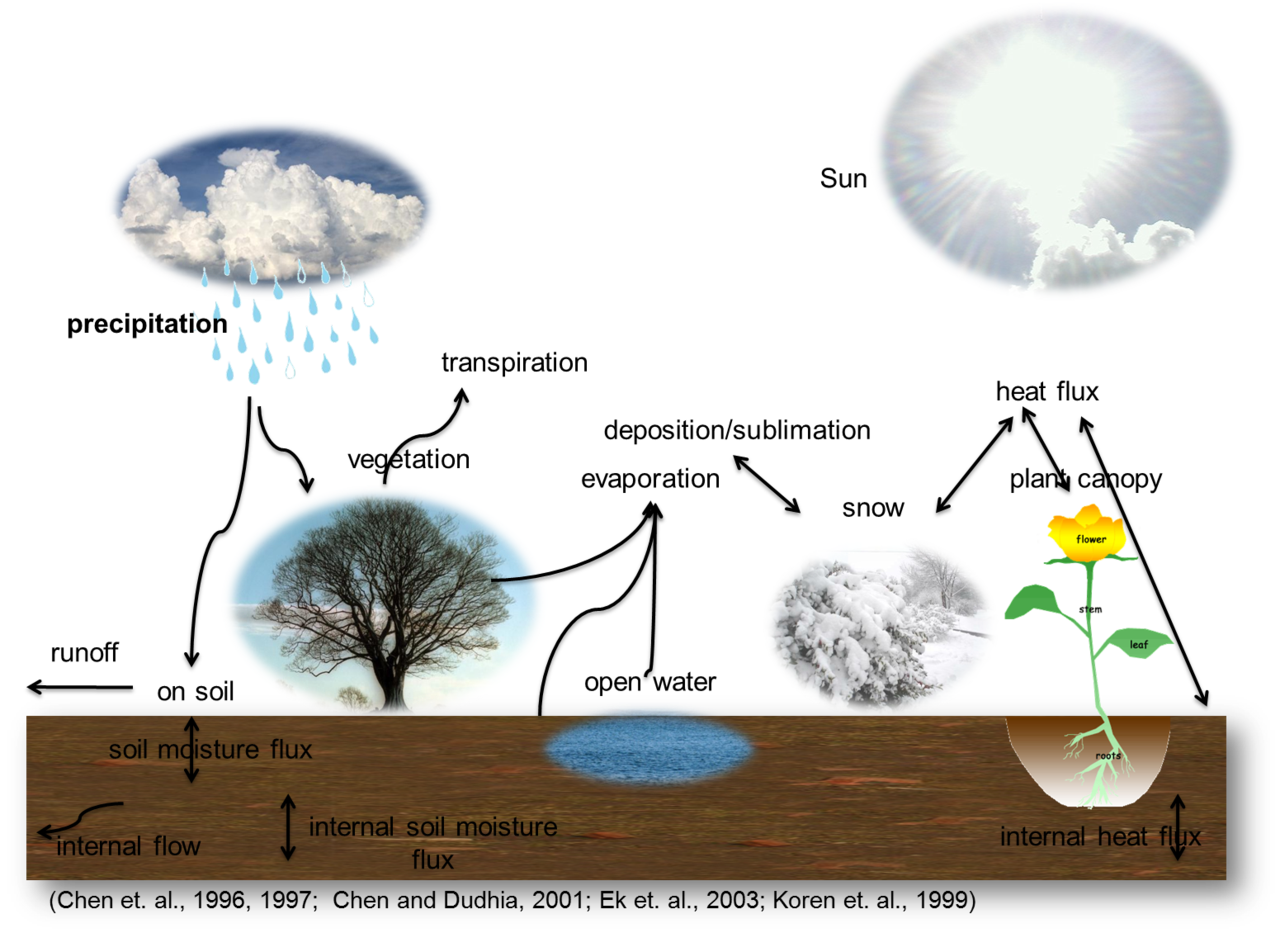 Sun
precipitation
transpiration
heat flux
deposition/sublimation
vegetation
evaporation
plant canopy
snow
flower
stem
leaf
runoff
on soil
open water
soil moisture flux
roots
internal soil moisture
flux
internal heat flux
internal flow
(Chen et. al., 1996, 1997; Chen and Dudhia, 2001; Ek et. al., 2003; Koren et. al., 1999)